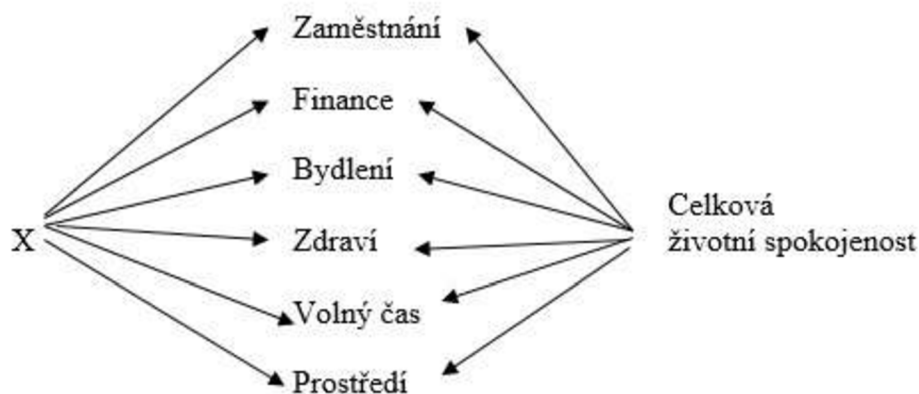 Zaměstnání
Finance
Bydlení
X
Zdraví
Volný čas
Prostředí
Celková
životní spokojenost